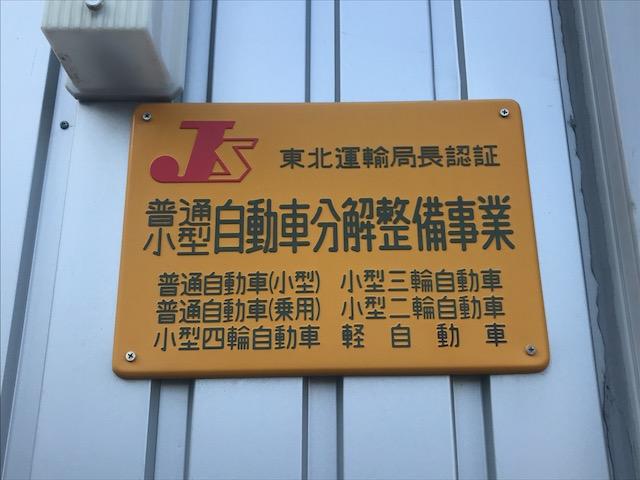 JS 東北運輸局長認証
普通
小型 自動車分解整備事業
普通自動車(小型) 小型三輪自動車
普通自動車(乗用) 小型二輪自動車
小型四輪自動車 軽自動車